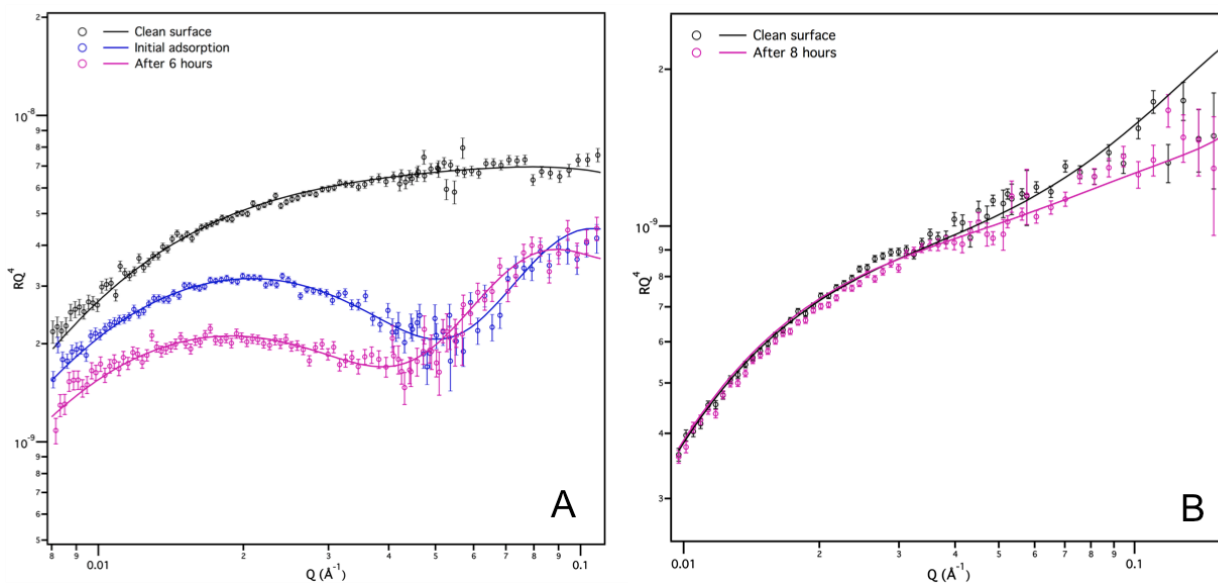 2
Clean surface
Initial adsorption
After 6 hours
10⁻⁸
9
8
7
6
5
4
3
2
10⁻⁹
9
8
7
6
5
RQ⁴
A
8 9 0.01 2 3 4 5 6 7 8 9 0.1
Q (Å⁻¹)
Clean surface
After 8 hours
2
10⁻⁹
9
8
7
6
5
4
3
RQ⁴
B
0.01 2 3 4 5 6 7 8 9 0.1
Q (Å⁻¹)